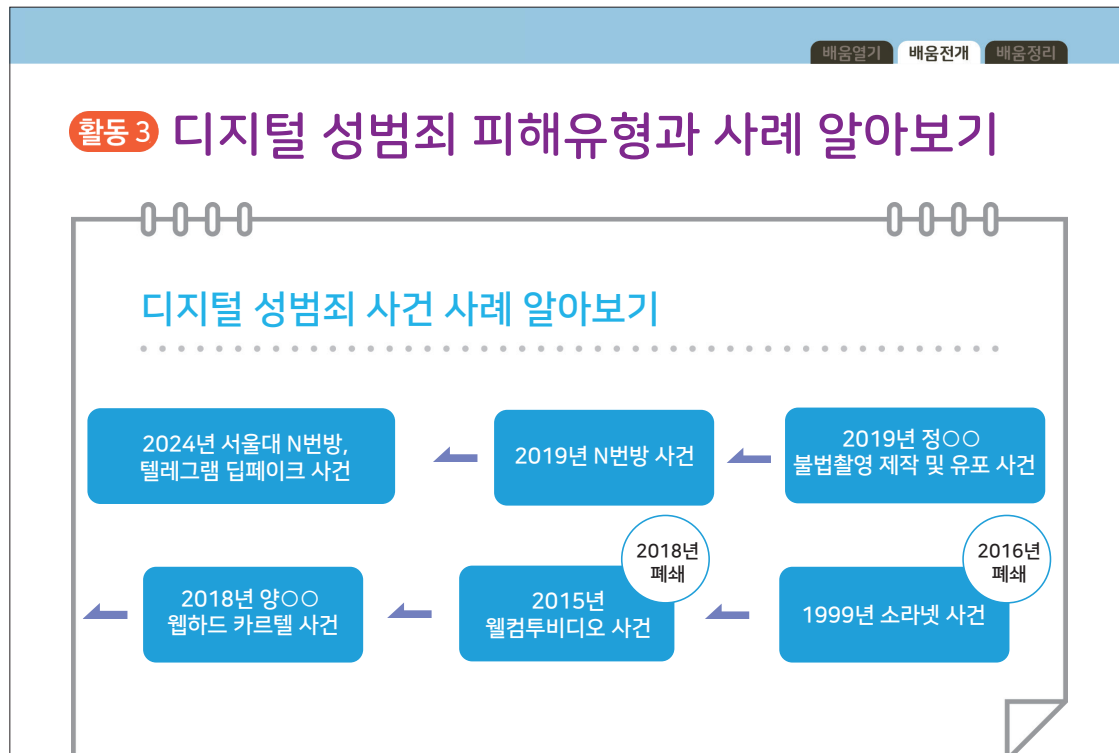 배움열기 배움전개 배움정리
활동 3 디지털 성범죄 피해유형과 사례 알아보기
디지털 성범죄 사건 사례 알아보기
2024년 서울대 N번방,
텔레그램 딥페이크 사건
2019년 N번방 사건
2019년 정○○
불법촬영 제작 및 유포 사건
2018년 양○○
웹하드 카르텔 사건
2018년
폐쇄
2015년
웰컴투비디오 사건
2016년
폐쇄
1999년 소라넷 사건